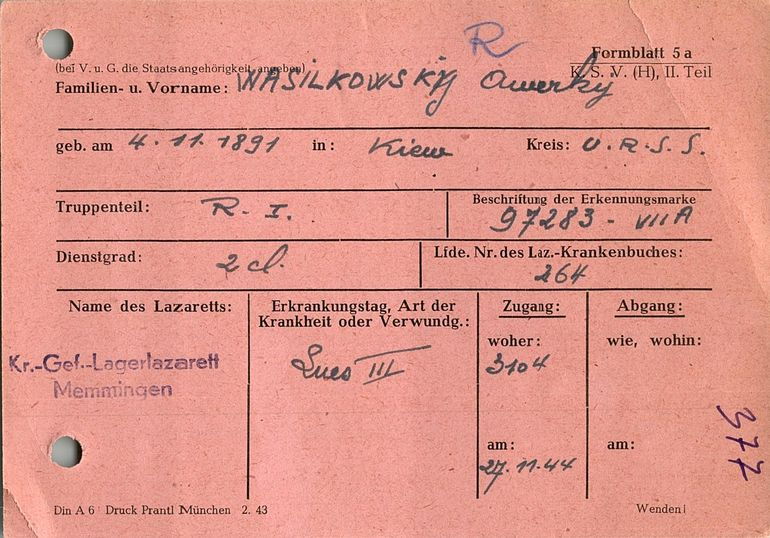 R
Formblatt 5 a
(bei V. u. G. die Staatsangehörigkeit angeben)
K. S. V. (H), II. Teil
Familien- u. Vorname: WASILKOWSKIJ Awerky
geb. am 4. 11. 1891 in: Kiew Kreis: U. R. S. S.
Truppenteil: R. I.
Beschriftung der Erkennungsmarke
97283 - VII A
Dienstgrad: 2 cl.
Lfde. Nr. des Laz.-Krankenbuches:
264
Name des Lazaretts:
Kr.-Gef.-Lagerlazarett
Memmingen
Erkrankungstag, Art der
Krankheit oder Verwundg.:
Lues III
Zugang:
woher:
3104
am:
27. 11. 44
Abgang:
wie, wohin:
am:
377
Din A 6 Druck Prantl München 2. 43
Wenden!